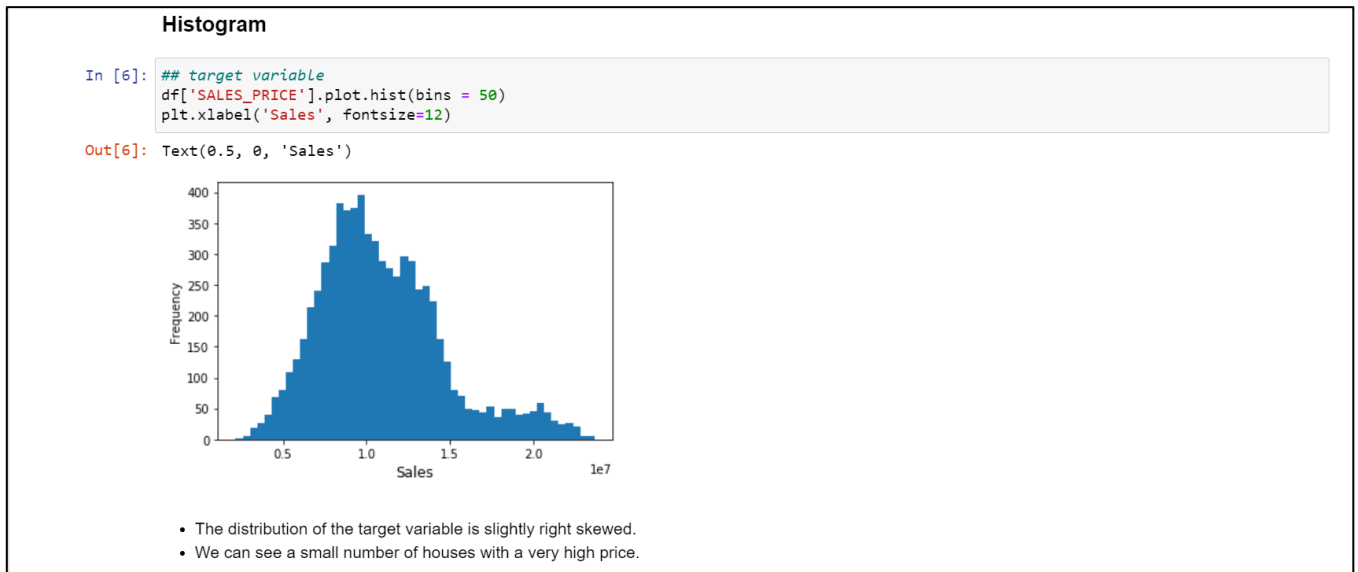 Histogram
In [6]: ## target variable
df['SALES_PRICE'].plot.hist(bins = 50)
plt.xlabel('Sales', fontsize=12)
Out[6]: Text(0.5, 0, 'Sales')
400
350
300
250
200
150
100
50
0
Frequency
0.5 1.0 1.5 2.0
1e7
Sales
• The distribution of the target variable is slightly right skewed.
• We can see a small number of houses with a very high price.